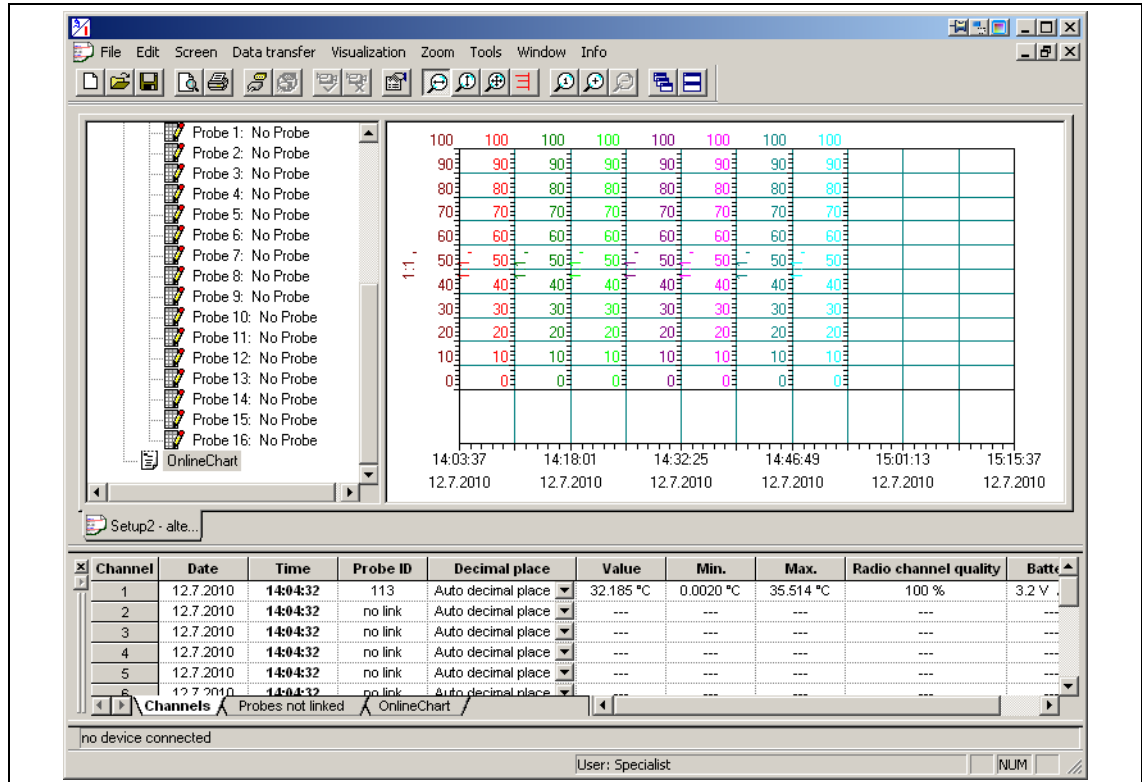 File Edit Screen Data transfer Visualization Zoom Tools Window Info
Probe 1: No Probe
Probe 2: No Probe
Probe 3: No Probe
Probe 4: No Probe
Probe 5: No Probe
Probe 6: No Probe
Probe 7: No Probe
Probe 8: No Probe
Probe 9: No Probe
Probe 10: No Probe
Probe 11: No Probe
Probe 12: No Probe
Probe 13: No Probe
Probe 14: No Probe
Probe 15: No Probe
Probe 16: No Probe
OnlineChart
100 100 100 100 100 100 100 100
90 90 90 90 90 90 90 90
80 80 80 80 80 80 80 80
70 70 70 70 70 70 70 70
60 60 60 60 60 60 60 60
50 50 50 50 50 50 50 50
40 40 40 40 40 40 40 40
30 30 30 30 30 30 30 30
20 20 20 20 20 20 20 20
10 10 10 10 10 10 10 10
0 0 0 0 0 0 0 0
14:03:37 14:18:01 14:32:25 14:46:49 15:01:13 15:15:37
12.7.2010 12.7.2010 12.7.2010 12.7.2010 12.7.2010 12.7.2010
Setup2 - alte...
Channel Date Time Probe ID Decimal place Value Min. Max. Radio channel quality Batte
1 12.7.2010 14:04:32 113 Auto decimal place 32.185 °C 0.0020 °C 35.514 °C 100 % 3.2 V
2 12.7.2010 14:04:32 no link Auto decimal place --- --- --- --- ---
3 12.7.2010 14:04:32 no link Auto decimal place --- --- --- --- ---
4 12.7.2010 14:04:32 no link Auto decimal place --- --- --- --- ---
5 12.7.2010 14:04:32 no link Auto decimal place --- --- --- --- ---
6 12.7.2010 14:04:32 no link Auto decimal place --- --- --- --- ---
Channels Probes not linked OnlineChart
no device connected
User: Specialist NUM